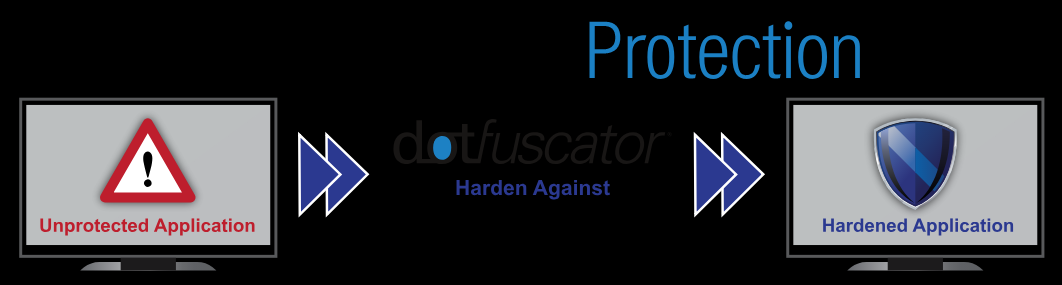 Protection
dotfuscator
Harden Against
Unprotected Application
Hardened Application